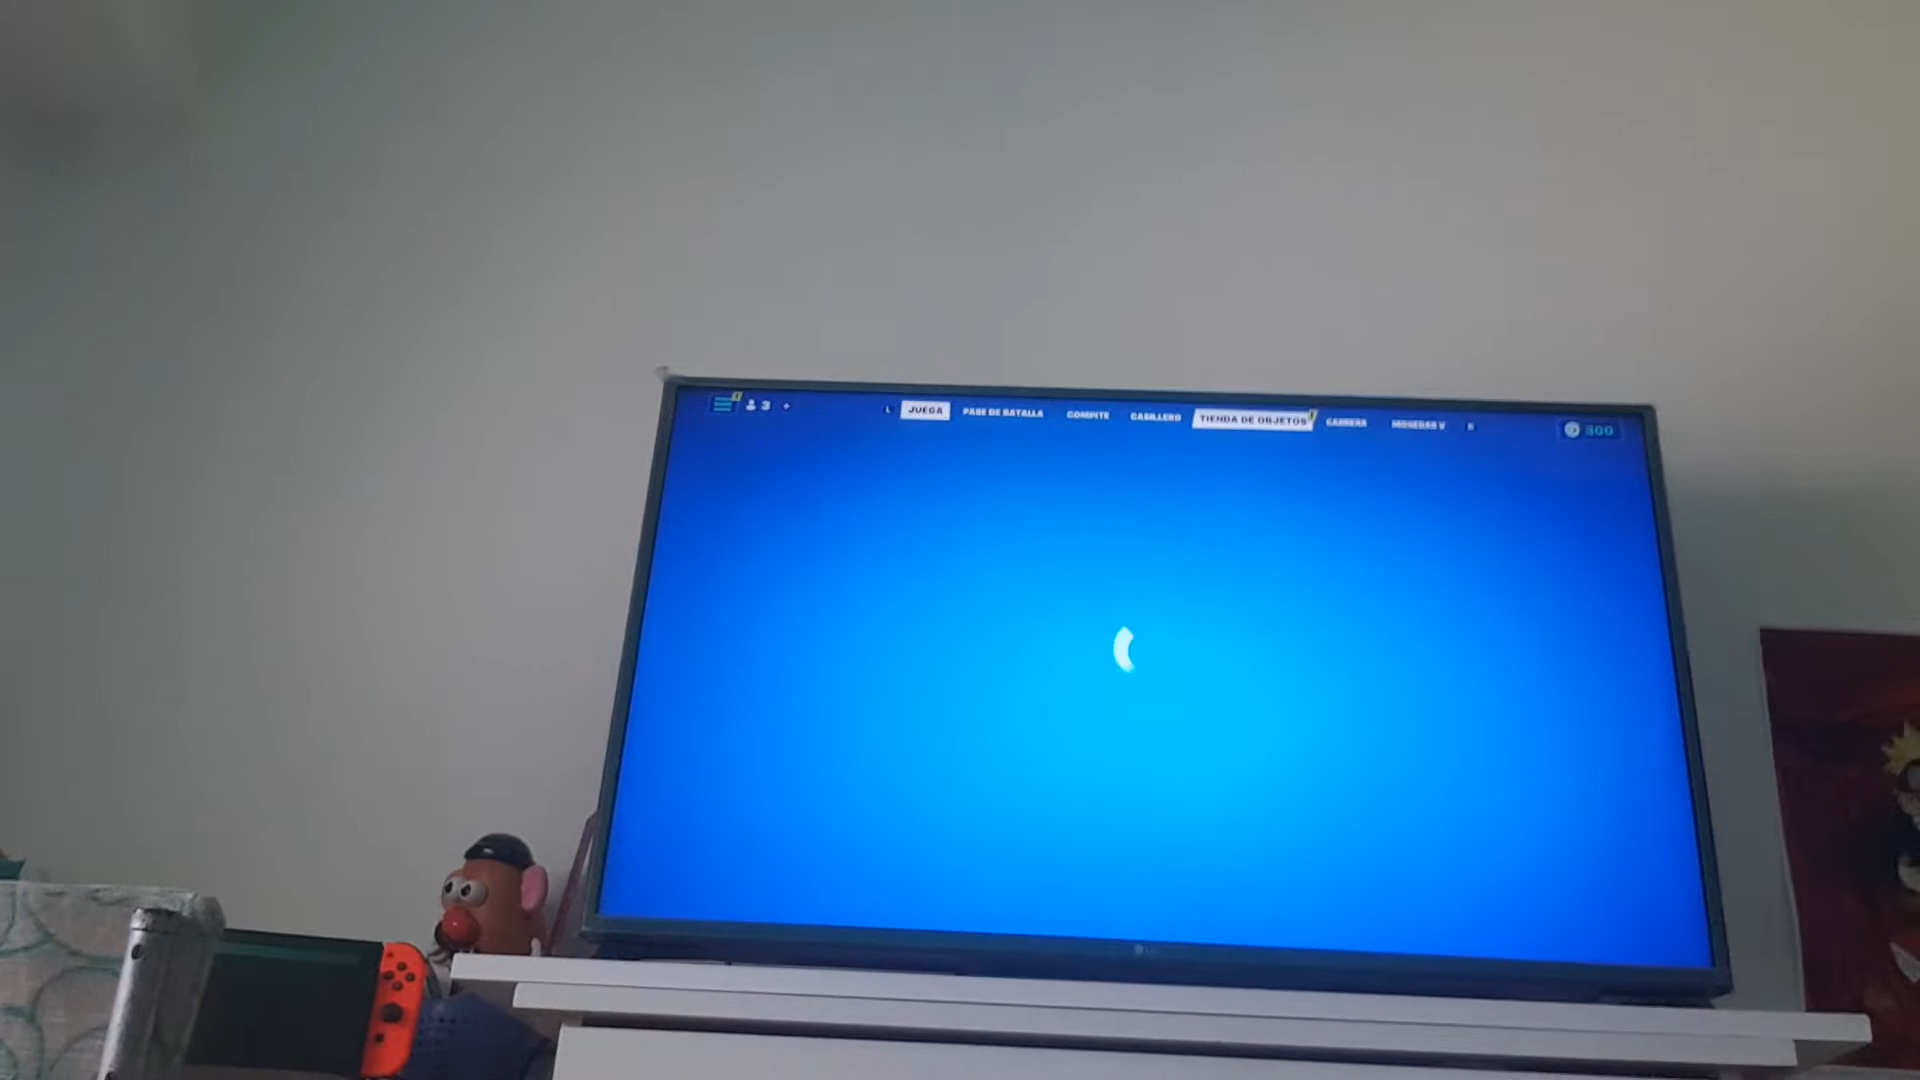 3 + L JUEGA PASE DE BATALLA COMPITE CASILLERO TIENDA DE OBJETOS CARRERA MONEDAS V R 300